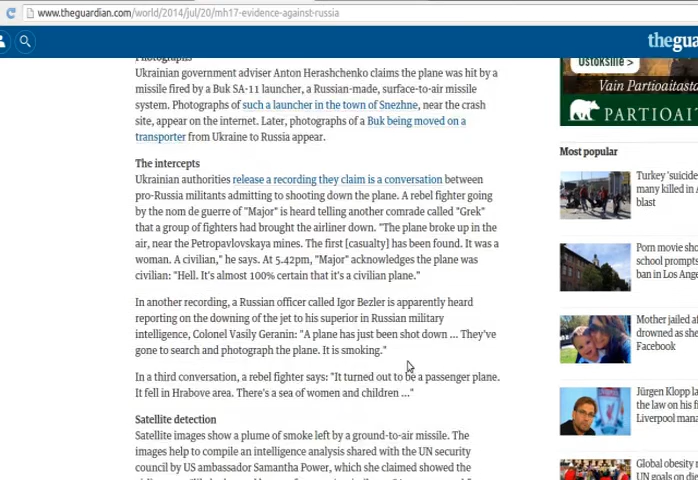 www.theguardian.com/world/2014/jul/20/mh17-evidence-against-russia
thegua
Photographs
Ukrainian government adviser Anton Herashchenko claims the plane was hit by a
missile fired by a Buk SA-11 launcher, a Russian-made, surface-to-air missile
system. Photographs of such a launcher in the town of Snezhne, near the crash
site, appear on the internet. Later, photographs of a Buk being moved on a
transporter from Ukraine to Russia appear.
The intercepts
Ukrainian authorities release a recording they claim is a conversation between
pro-Russia militants admitting to shooting down the plane. A rebel fighter going
by the nom de guerre of "Major" is heard telling another comrade called "Grek"
that a group of fighters had brought the airliner down. "The plane broke up in the
air, near the Petropavlovskaya mines. The first [casualty] has been found. It was a
woman. A civilian," he says. At 5.42pm, "Major" acknowledges the plane was
civilian: "Hell. It's almost 100% certain that it's a civilian plane."
In another recording, a Russian officer called Igor Bezler is apparently heard
reporting on the downing of the jet to his superior in Russian military
intelligence, Colonel Vasily Geranin: "A plane has just been shot down ... They've
gone to search and photograph the plane. It is smoking."
In a third conversation, a rebel fighter says: "It turned out to be a passenger plane.
It fell in Hrabove area. There's a sea of women and children ..."
Satellite detection
Satellite images show a plume of smoke left by a ground-to-air missile. The
images help to compile an intelligence analysis shared with the UN security
council by US ambassador Samantha Power, which she claimed showed the
Ostoksille >
Vain Partioaitasta
PARTIOAIT
Most popular
Turkey 'suicide
many killed in A
blast
Porn movie sho
school prompts
ban in Los Ange
Mother jailed af
drowned as she
Facebook
Jürgen Klopp la
the law on his fi
Liverpool mana
Global obesity r
UN goals on die